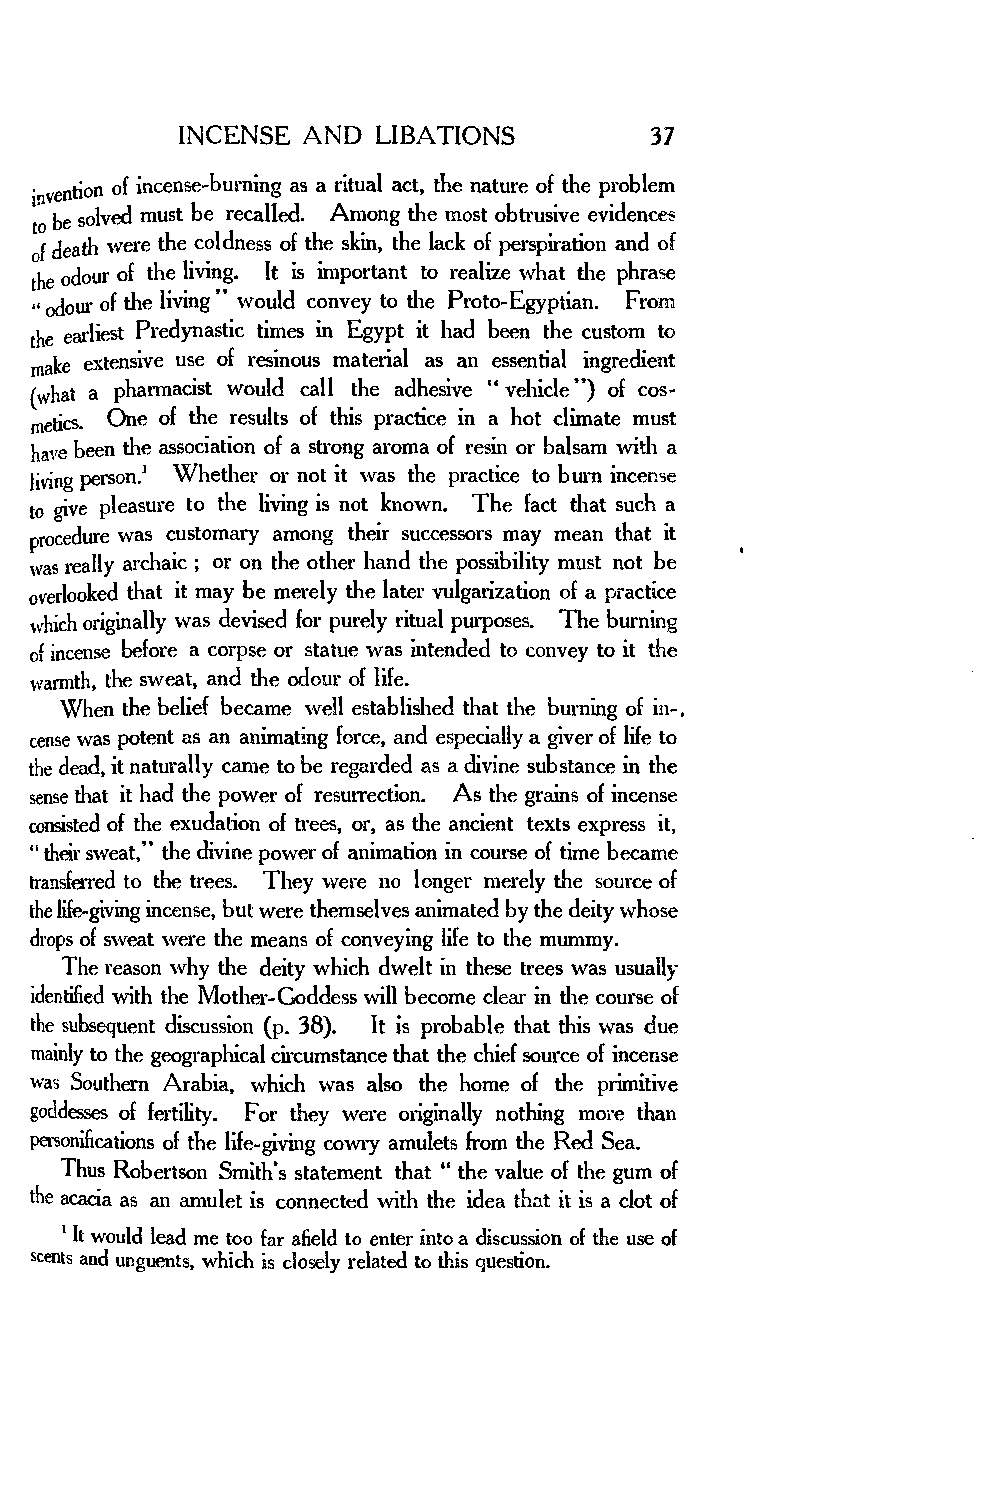 INCENSE AND LIBATIONS 37
invention of incense-burning as a ritual act, the nature of the problem
to be solved must be recalled. Among the most obtrusive evidences
of death were the coldness of the skin, the lack of perspiration and of
the odour of the living. It is important to realize what the phrase
“ odour of the living ” would convey to the Proto-Egyptian. From
the earliest Predynastic times in Egypt it had been the custom to
make extensive use of resinous material as an essential ingredient
(what a pharmacist would call the adhesive “ vehicle ”) of cos-
metics. One of the results of this practice in a hot climate must
have been the association of a strong aroma of resin or balsam with a
living person.¹ Whether or not it was the practice to burn incense
to give pleasure to the living is not known. The fact that such a
procedure was customary among their successors may mean that it
was really archaic ; or on the other hand the possibility must not be
overlooked that it may be merely the later vulgarization of a practice
which originally was devised for purely ritual purposes. The burning
of incense before a corpse or statue was intended to convey to it the
warmth, the sweat, and the odour of life.
When the belief became well established that the burning of in-
cense was potent as an animating force, and especially a giver of life to
the dead, it naturally came to be regarded as a divine substance in the
sense that it had the power of resurrection. As the grains of incense
consisted of the exudation of trees, or, as the ancient texts express it,
“ their sweat,” the divine power of animation in course of time became
transferred to the trees. They were no longer merely the source of
the life-giving incense, but were themselves animated by the deity whose
drops of sweat were the means of conveying life to the mummy.
The reason why the deity which dwelt in these trees was usually
identified with the Mother-Goddess will become clear in the course of
the subsequent discussion (p. 38). It is probable that this was due
mainly to the geographical circumstance that the chief source of incense
was Southern Arabia, which was also the home of the primitive
goddesses of fertility. For they were originally nothing more than
personifications of the life-giving cowry amulets from the Red Sea.
Thus Robertson Smith's statement that “ the value of the gum of
the acacia as an amulet is connected with the idea that it is a clot of
¹ It would lead me too far afield to enter into a discussion of the use of
scents and unguents, which is closely related to this question.